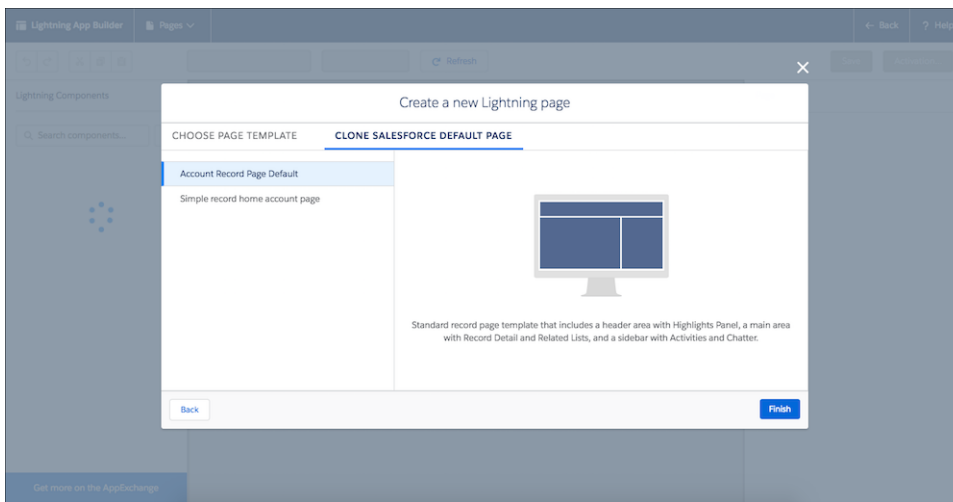 Lightning App Builder
Pages
Back
? Help
Refresh
Save
Activation
Lightning Components
Search components...
Create a new Lightning page
CHOOSE PAGE TEMPLATE
CLONE SALESFORCE DEFAULT PAGE
Account Record Page Default
Simple record home account page
Standard record page template that includes a header area with Highlights Panel, a main area
with Record Detail and Related Lists, and a sidebar with Activities and Chatter.
Back
Finish
Get more on the AppExchange